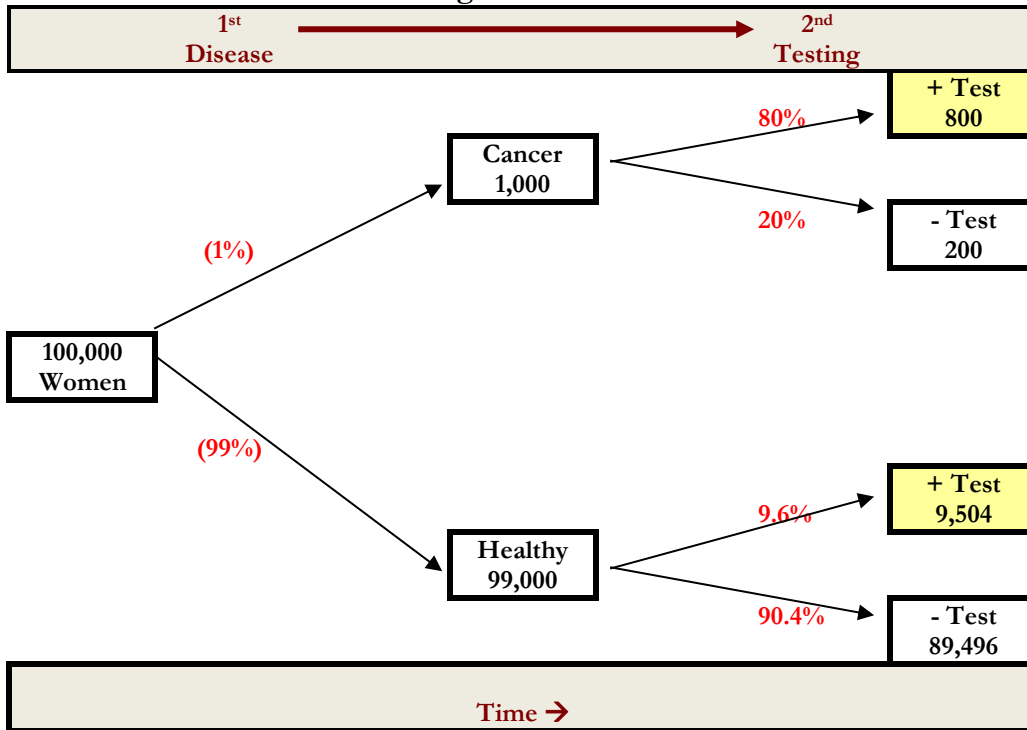 1st
2nd
Disease
Testing
+ Test
800
80%
Cancer
1,000
20%
- Test
200
(1%)
100,000
Women
(99%)
+ Test
9,504
9.6%
Healthy
99,000
90.4%
- Test
89,496
Time →